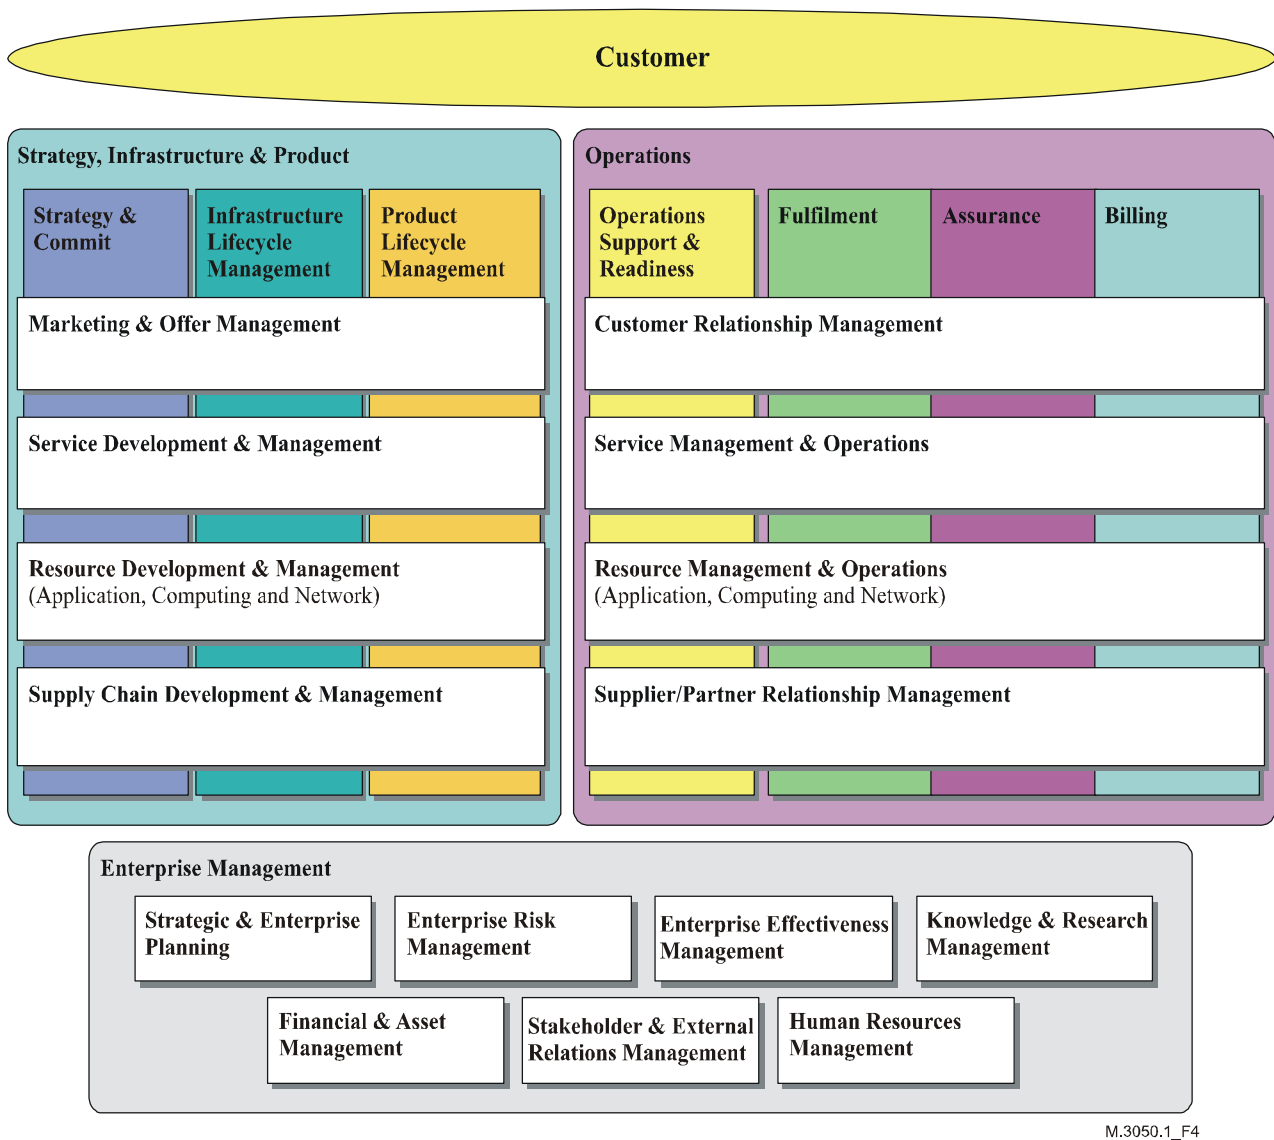 Customer
Strategy, Infrastructure & Product
Strategy &
Commit
Infrastructure
Lifecycle
Management
Product
Lifecycle
Management
Marketing & Offer Management
Service Development & Management
Resource Development & Management
(Application, Computing and Network)
Supply Chain Development & Management
Operations
Operations
Support &
Readiness
Fulfilment
Assurance
Billing
Customer Relationship Management
Service Management & Operations
Resource Management & Operations
(Application, Computing and Network)
Supplier/Partner Relationship Management
Enterprise Management
Strategic & Enterprise
Planning
Enterprise Risk
Management
Enterprise Effectiveness
Management
Knowledge & Research
Management
Financial & Asset
Management
Stakeholder & External
Relations Management
Human Resources
Management
M.3050.1_F4